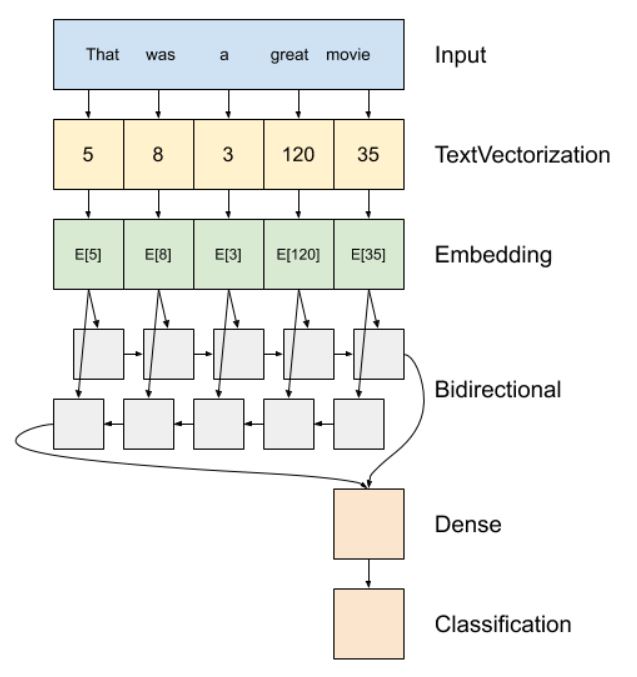 That was a great movie Input
5 8 3 120 35 TextVectorization
E[5] E[8] E[3] E[120] E[35] Embedding
Bidirectional
Dense
Classification